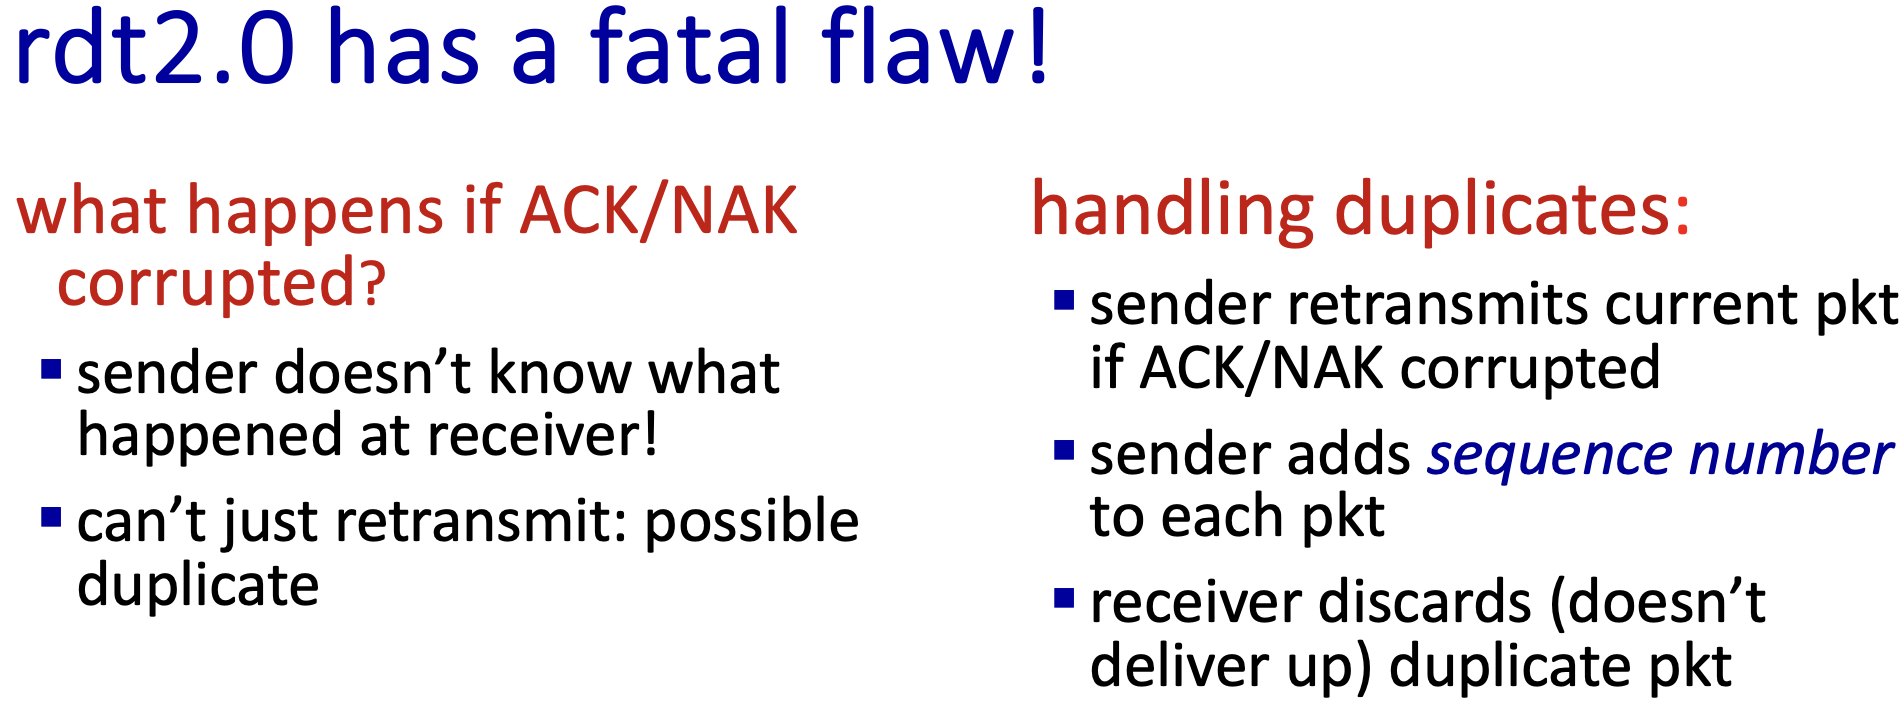 rdt2.0 has a fatal flaw!
what happens if ACK/NAK
corrupted?
▪ sender doesn’t know what
happened at receiver!
▪ can’t just retransmit: possible
duplicate
handling duplicates:
▪ sender retransmits current pkt
if ACK/NAK corrupted
▪ sender adds sequence number
to each pkt
▪ receiver discards (doesn’t
deliver up) duplicate pkt